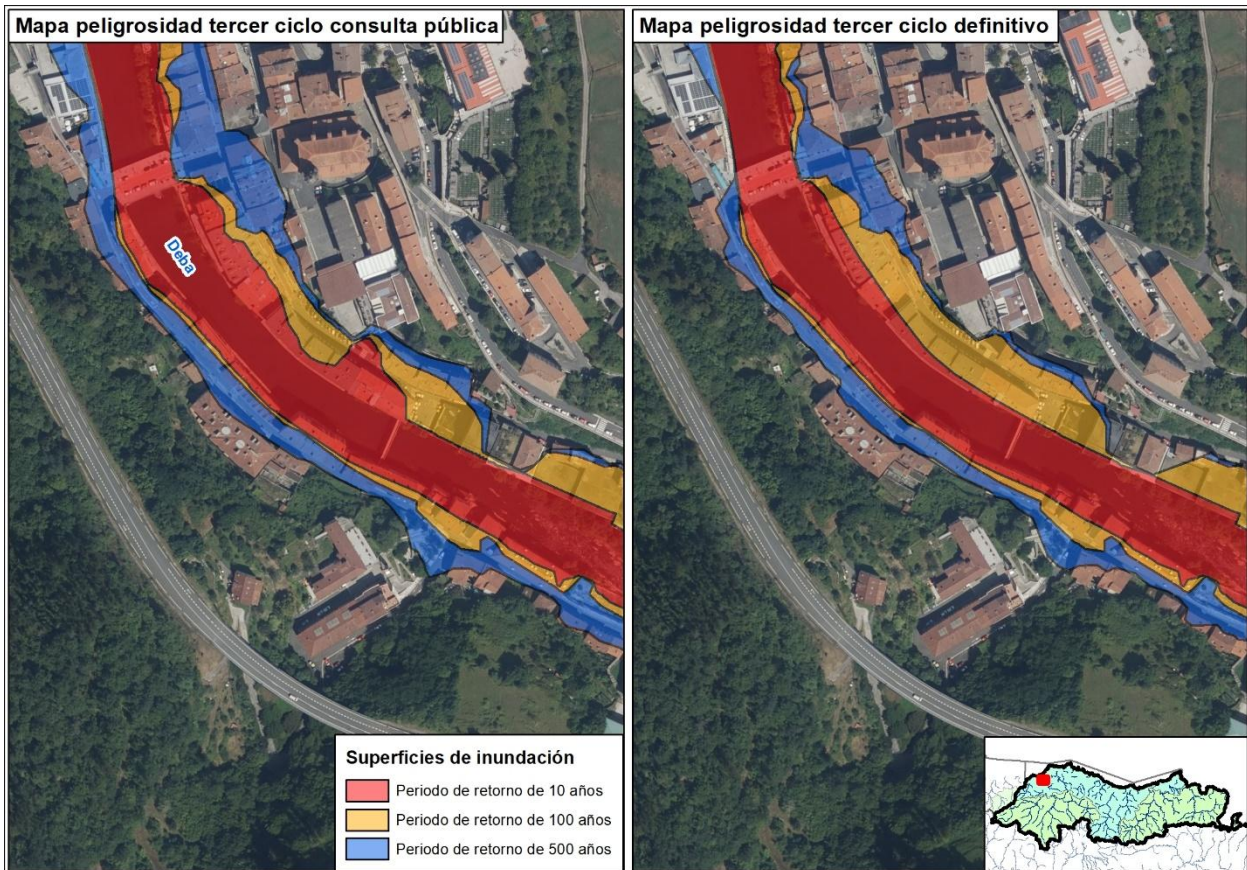 Mapa peligrosidad tercer ciclo consulta pública
Mapa peligrosidad tercer ciclo definitivo
Deba
Superficies de inundación
Periodo de retorno de 10 años
Periodo de retorno de 100 años
Periodo de retorno de 500 años